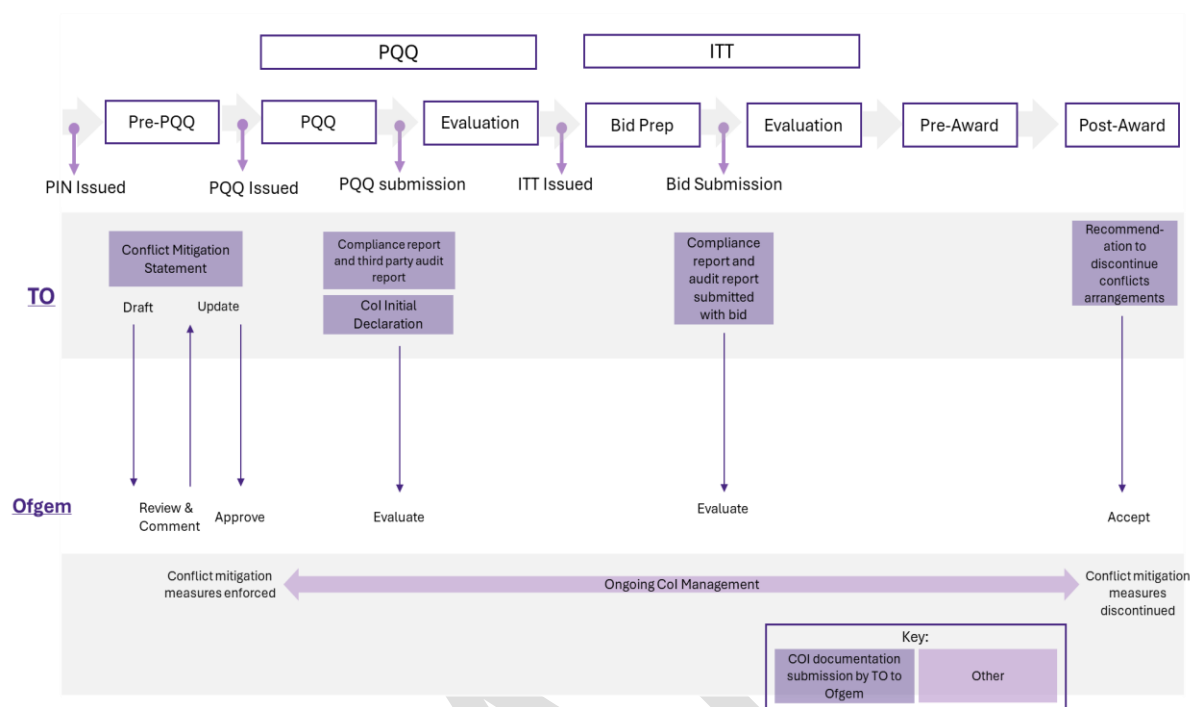 PQQ
ITT
Pre-PQQ
PQQ
Evaluation
Bid Prep
Evaluation
Pre-Award
Post-Award
PIN Issued
PQQ Issued
PQQ submission
ITT Issued
Bid Submission
TO
Conflict Mitigation
Statement
Draft
Update
Compliance report
and third party audit
report
CoI Initial
Declaration
Compliance
report and
audit report
submitted
with bid
Recommend-
ation to
discontinue
conflicts
arrangements
Ofgem
Review &
Comment
Approve
Evaluate
Evaluate
Accept
Conflict mitigation
measures enforced
Ongoing CoI Management
Conflict mitigation
measures
discontinued
Key:
COI documentation
submission by TO to
Ofgem
Other